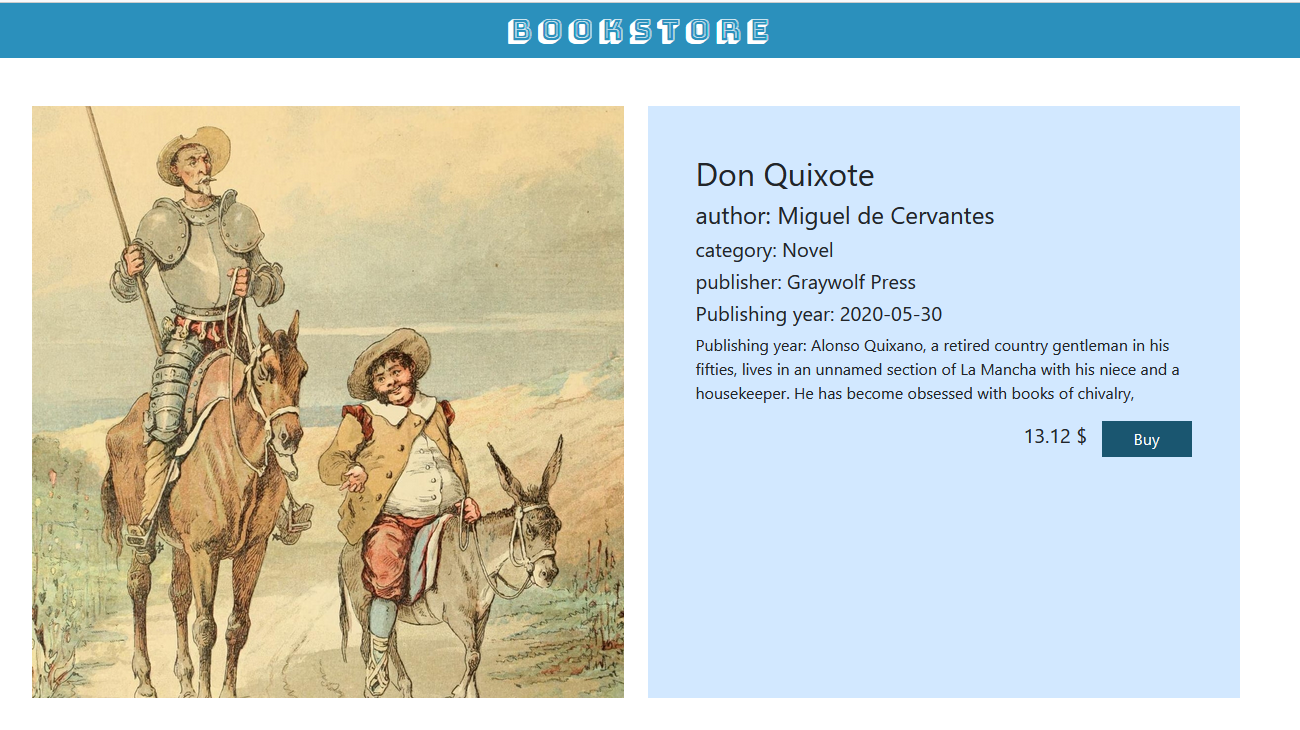 BOOKSTORE
Don Quixote
author: Miguel de Cervantes
category: Novel
publisher: Graywolf Press
Publishing year: 2020-05-30
Publishing year: Alonso Quixano, a retired country gentleman in his
fifties, lives in an unnamed section of La Mancha with his niece and a
housekeeper. He has become obsessed with books of chivalry,
13.12 $ Buy